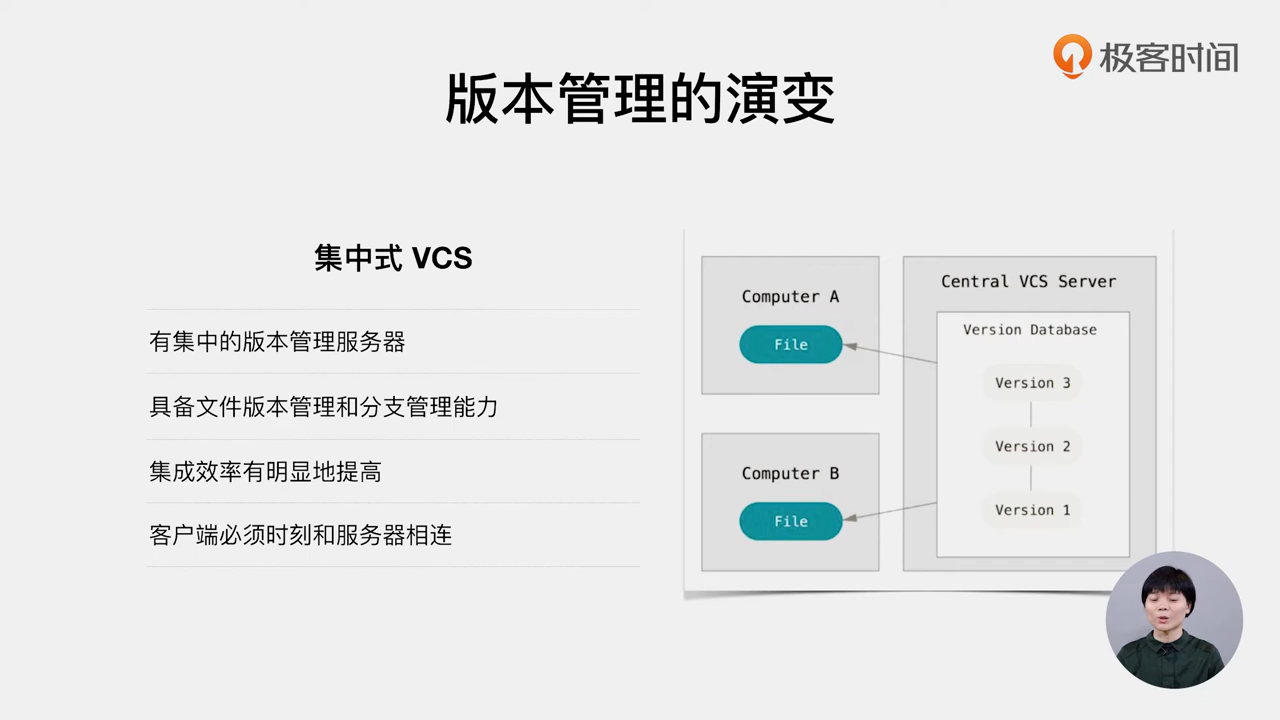 极客时间
版本管理的演变
集中式 VCS
有集中的版本管理服务器
具备文件版本管理和分支管理能力
集成效率有明显地提高
客户端必须时刻和服务器相连
Computer A
File
Computer B
File
Central VCS Server
Version Database
Version 3
Version 2
Version 1